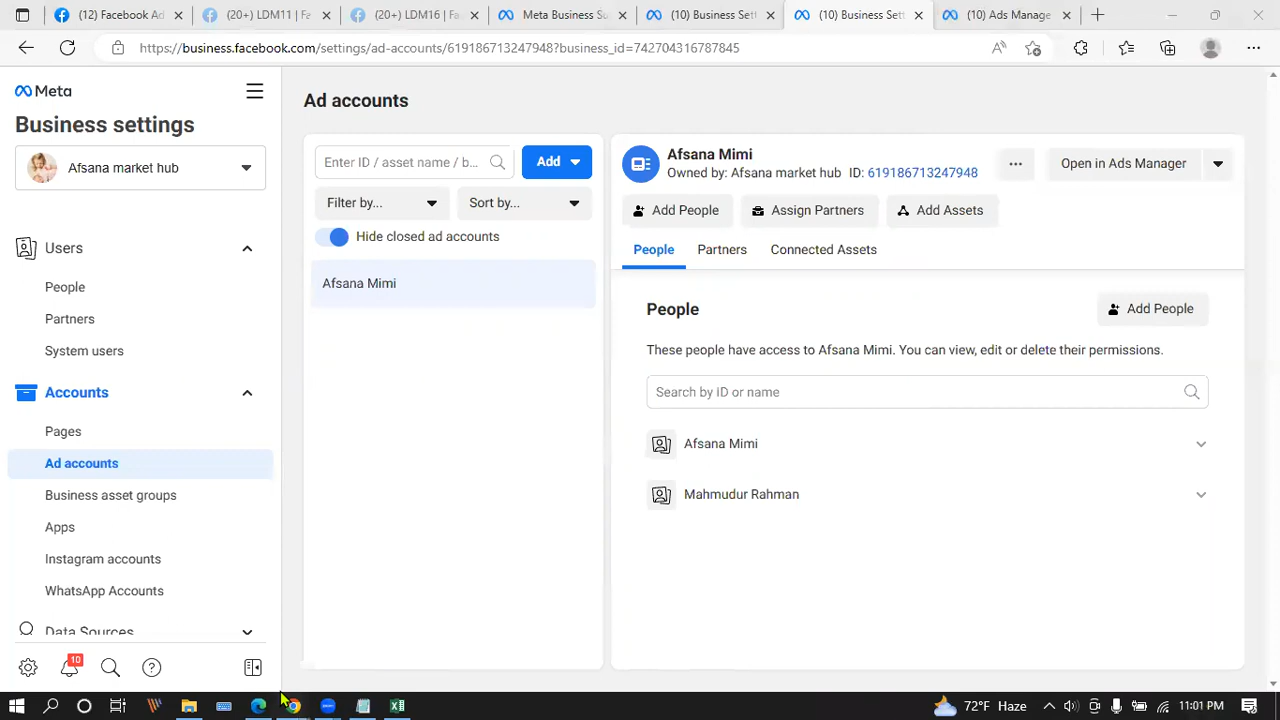 (12) Facebook Ad
(20+) LDM11 | Fa
(20+) LDM16 | Fa
Meta Business Su
(10) Business Sett
(10) Business Sett
(10) Ads Manage
https://business.facebook.com/settings/ad-accounts/619186713247948?business_id=742704316787845
Meta
Business settings
Afsana market hub
Users
People
Partners
System users
Accounts
Pages
Ad accounts
Business asset groups
Apps
Instagram accounts
WhatsApp Accounts
Data Sources
10
Ad accounts
Enter ID / asset name / b...
Add
Filter by...
Sort by...
Hide closed ad accounts
Afsana Mimi
Afsana Mimi
Owned by: Afsana market hub ID: 619186713247948
Open in Ads Manager
Add People
Assign Partners
Add Assets
People
Partners
Connected Assets
People
Add People
These people have access to Afsana Mimi. You can view, edit or delete their permissions.
Search by ID or name
Afsana Mimi
Mahmudur Rahman
72°F Haze
11:01 PM